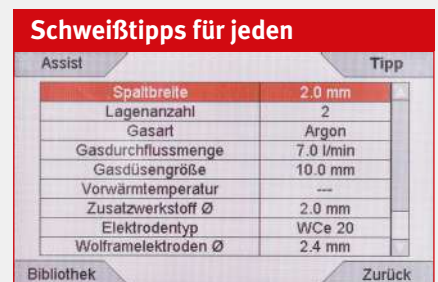 Schweißtipps für jeden
Assist Tipp
Spaltbreite 2.0 mm
Lagenanzahl 2
Gasart Argon
Gasdurchflussmenge 7.0 l/min
Gasdüsengröße 10.0 mm
Vorwärmtemperatur ---
Zusatzwerkstoff Ø 2.0 mm
Elektrodentyp WCe 20
Wolframelektroden Ø 2.4 mm
Bibliothek Zurück